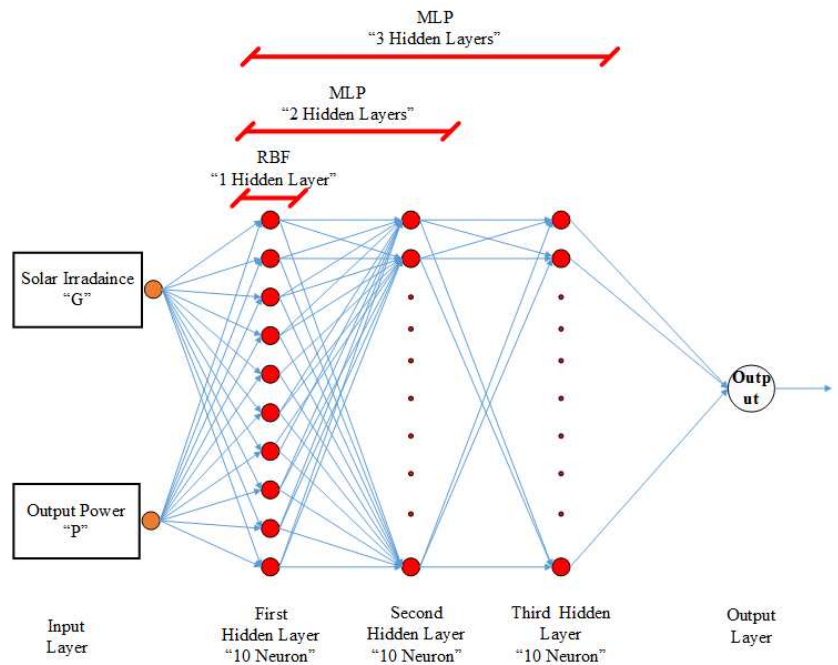 MLP
“3 Hidden Layers”
MLP
“2 Hidden Layers”
RBF
“1 Hidden Layer”
Solar Irradaince
“G”
Output Power
“P”
Outp
ut
Input
Layer
First
Hidden Layer
“10 Neuron”
Second
Hidden Layer
“10 Neuron”
Third Hidden
Layer
“10 Neuron”
Output
Layer